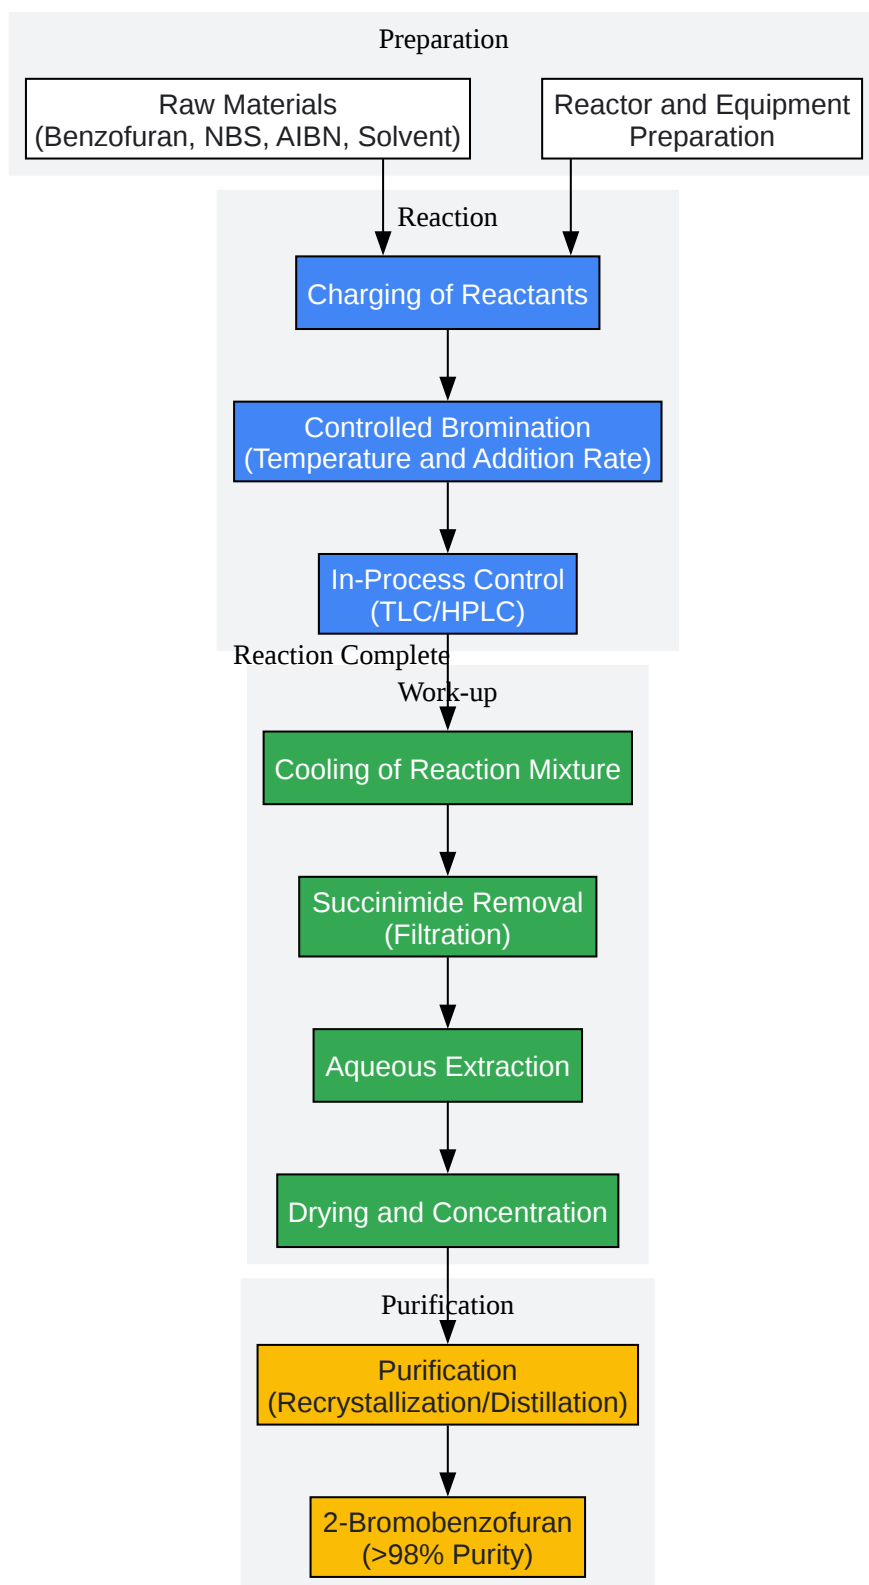 Preparation
Raw Materials
(Benzofuran, NBS, AIBN, Solvent)
Reactor and Equipment
Preparation
Reaction
Charging of Reactants
Controlled Bromination
(Temperature and Addition Rate)
In-Process Control
(TLC/HPLC)
Reaction Complete
Work-up
Cooling of Reaction Mixture
Succinimide Removal
(Filtration)
Aqueous Extraction
Drying and Concentration
Purification
Purification
(Recrystallization/Distillation)
2-Bromobenzofuran
(>98% Purity)